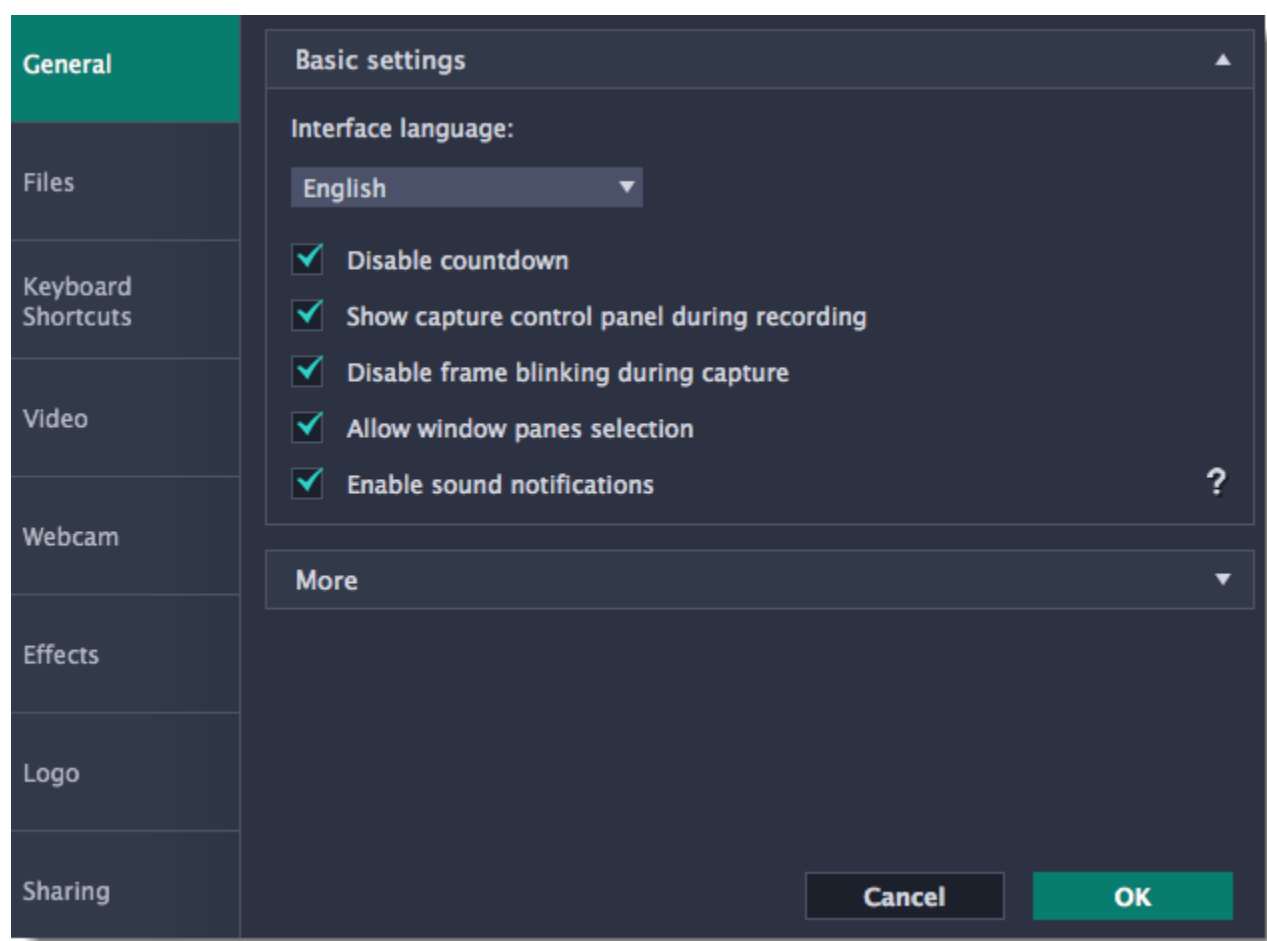 General
Files
Keyboard
Shortcuts
Video
Webcam
Effects
Logo
Sharing
Basic settings
Interface language:
English
Disable countdown
Show capture control panel during recording
Disable frame blinking during capture
Allow window panes selection
Enable sound notifications
?
More
Cancel
OK